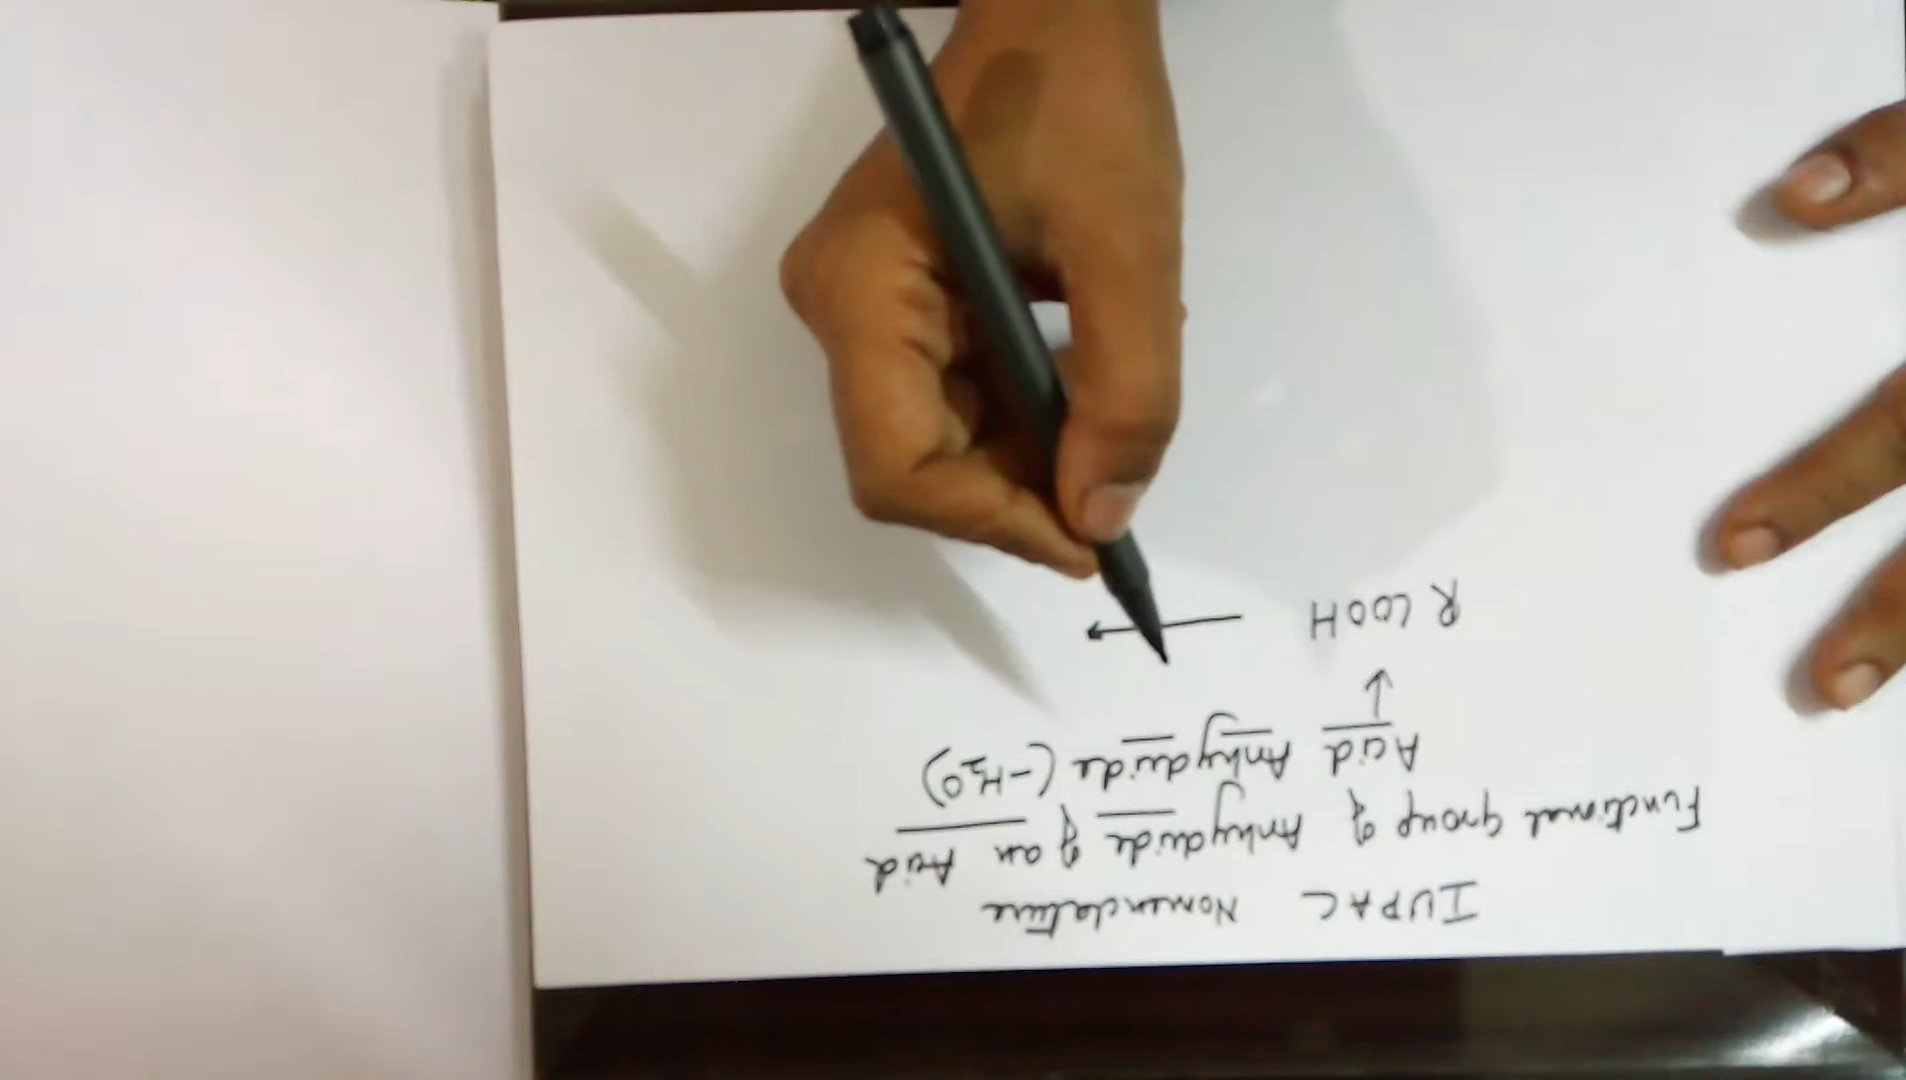 IUPAC Nomenclature
Functional group of Anhydride of an Acid
Acid Anhydride (-H₂O)
↓
RCOOH →